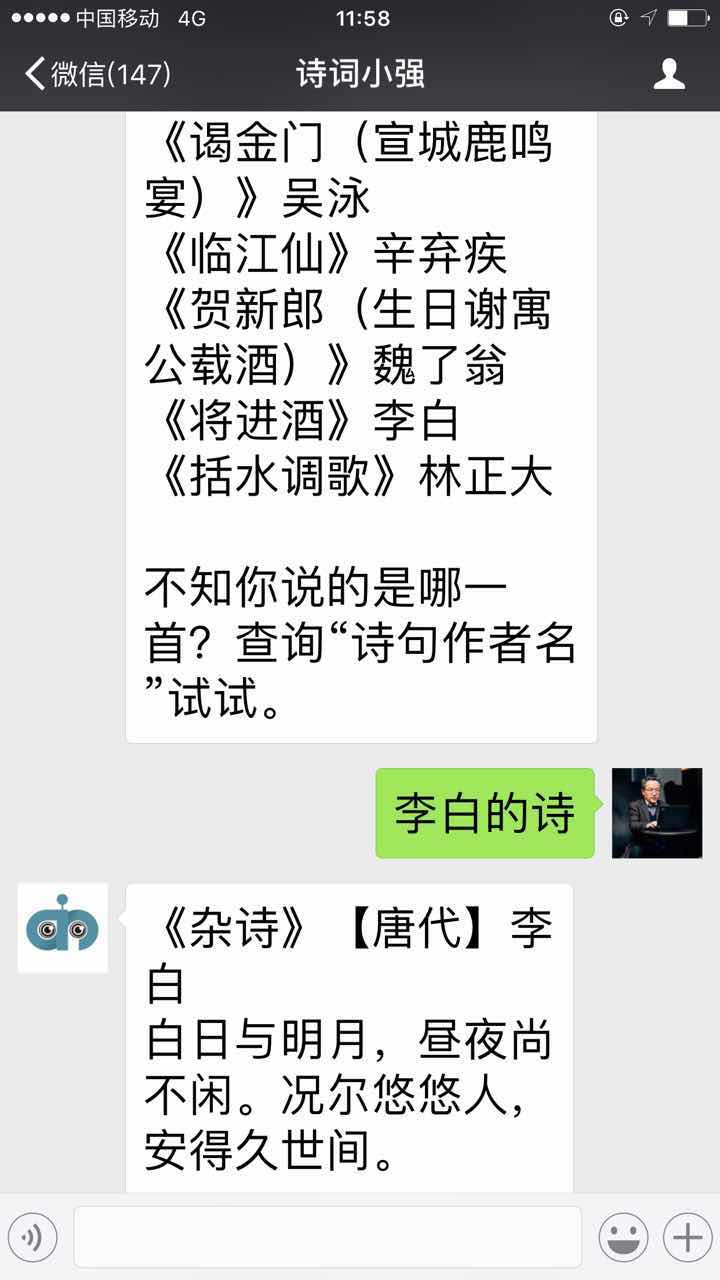 中国移动 4G 11:58
微信(147) 诗词小强
《谒金门（宣城鹿鸣
宴）》吴泳
《临江仙》辛弃疾
《贺新郎（生日谢寓
公载酒）》魏了翁
《将进酒》李白
《括水调歌》林正大
不知你说的是哪一
首？查询“诗句作者名
”试试。
李白的诗
《杂诗》【唐代】李
白
白日与明月，昼夜尚
不闲。况尔悠悠人，
安得久世间。